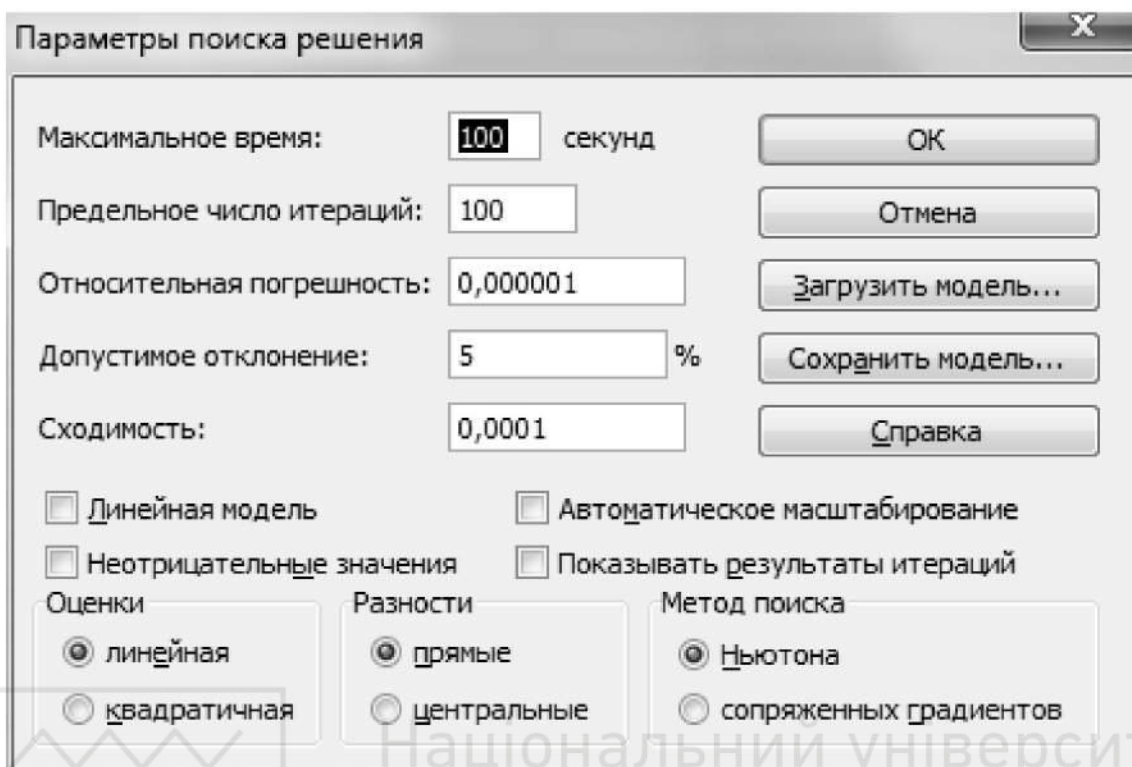 Параметры поиска решения
X
Максимальное время: 100 секунд
OK
Предельное число итераций: 100
Отмена
Относительная погрешность: 0,000001
Загрузить модель...
Допустимое отклонение: 5 %
Сохранить модель...
Сходимость: 0,0001
Справка
Линейная модель
Автоматическое масштабирование
Неотрицательные значения
Показывать результаты итераций
Оценки
линейная
квадратичная
Разности
прямые
центральные
Метод поиска
Ньютона
сопряженных градиентов
Національний